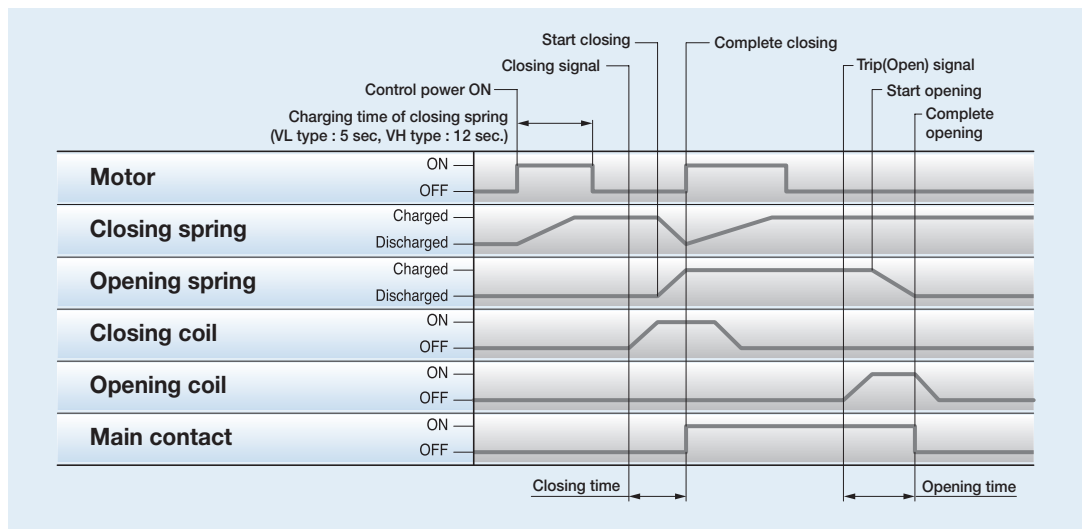 Start closing
Complete closing
Closing signal
Trip(Open) signal
Control power ON
Start opening
Charging time of closing spring
(VL type : 5 sec, VH type : 12 sec.)
Complete
opening
Motor
ON
OFF
Closing spring
Charged
Discharged
Opening spring
Charged
Discharged
Closing coil
ON
OFF
Opening coil
ON
OFF
Main contact
ON
OFF
Closing time
Opening time